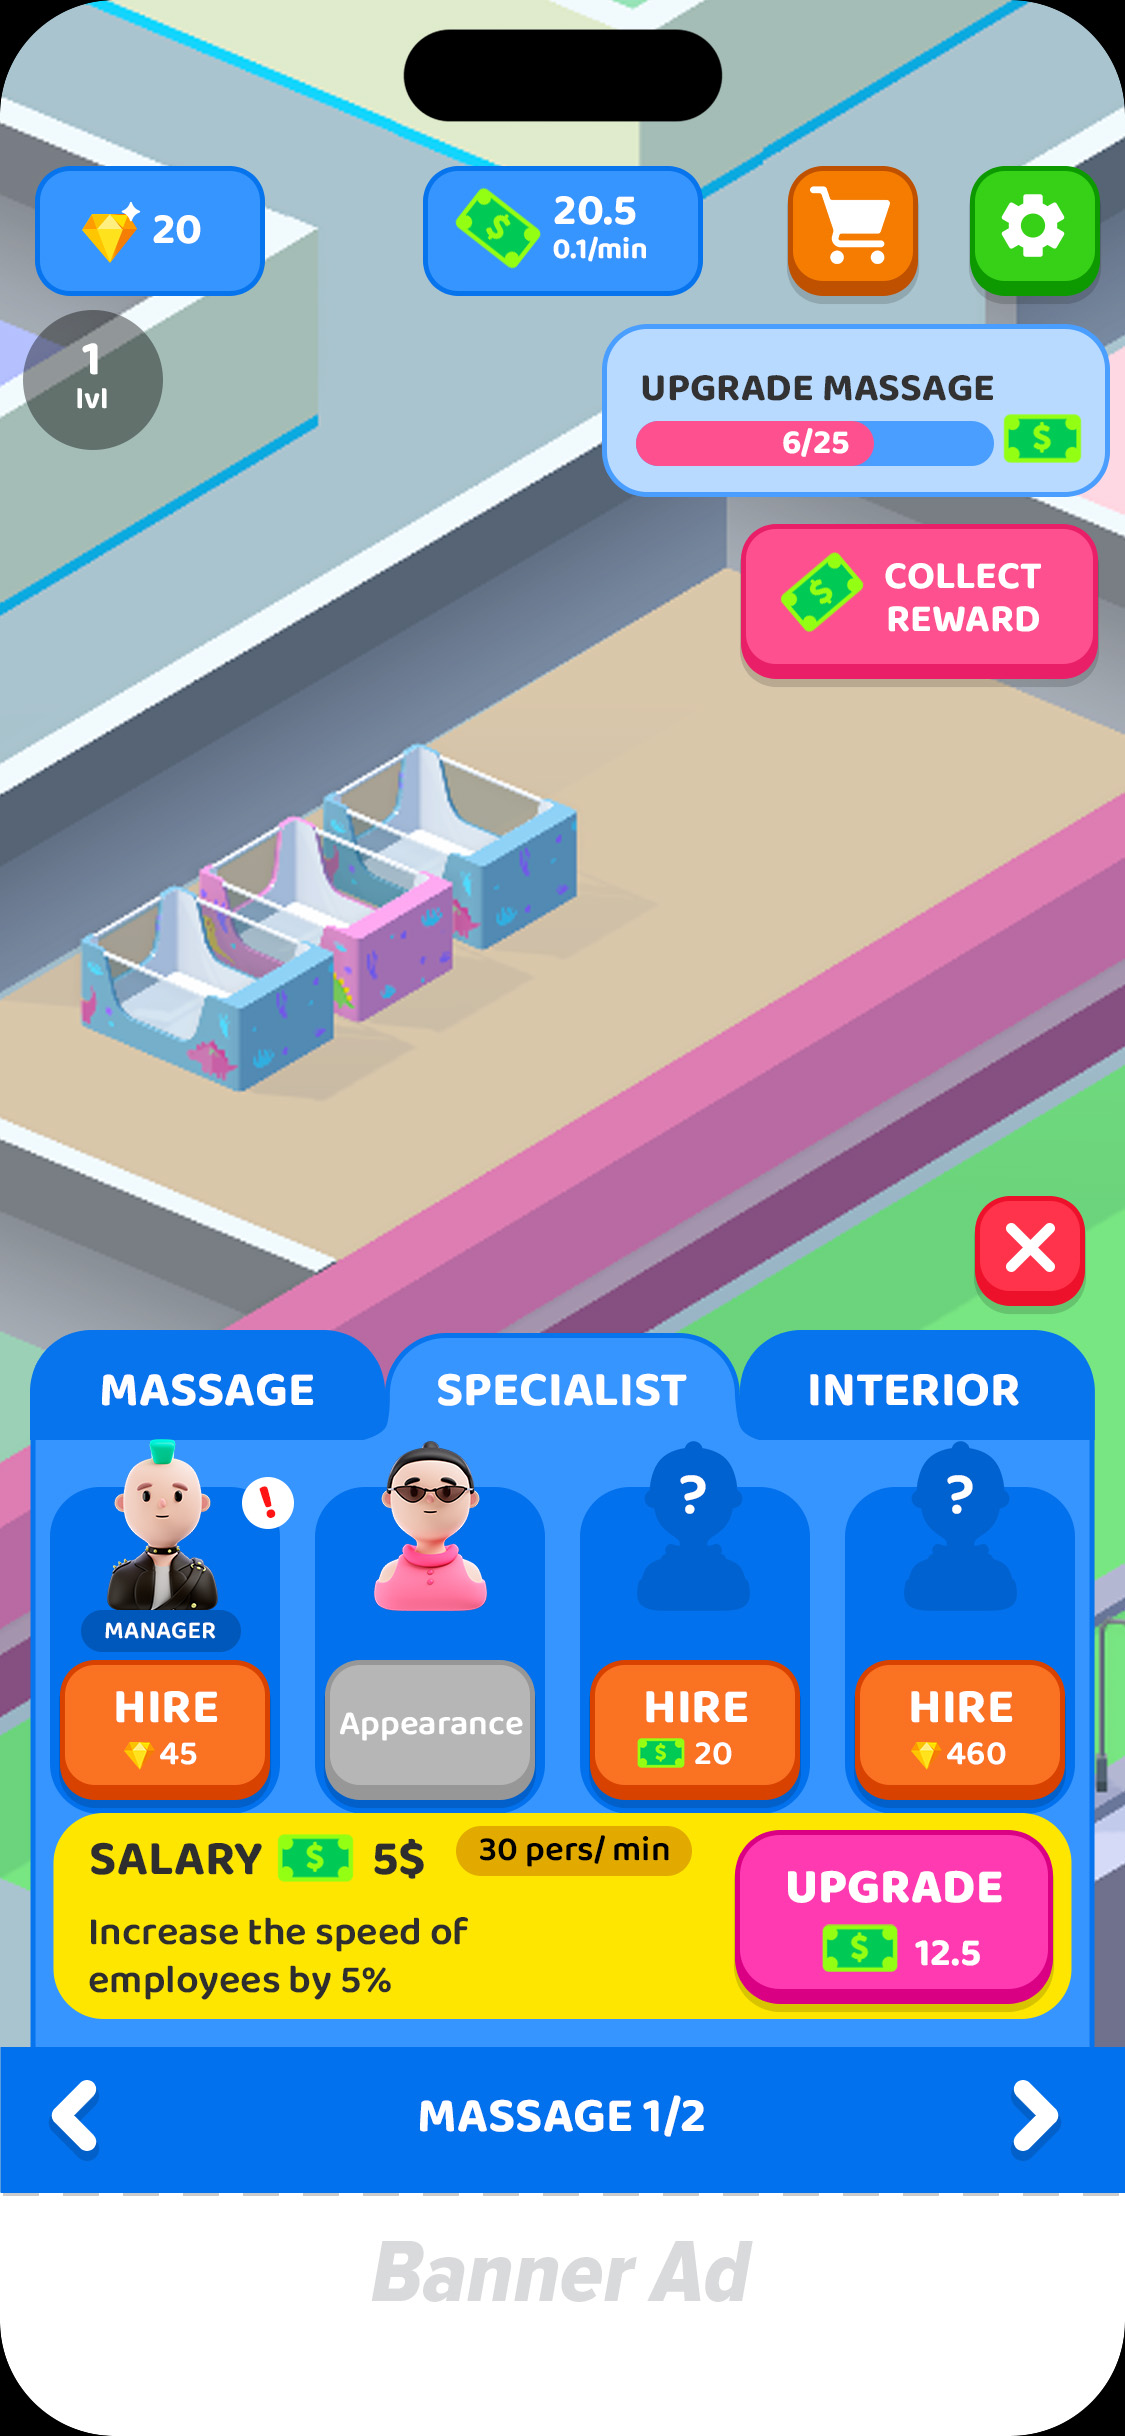 20
20.5
0.1/min
1
lvl
UPGRADE MASSAGE
6/25
$
$
COLLECT
REWARD
MASSAGE
SPECIALIST
INTERIOR
!
?
?
MANAGER
HIRE
45
Appearance
HIRE
$ 20
HIRE
460
SALARY $ 5$
30 pers/ min
Increase the speed of
employees by 5%
UPGRADE
$ 12.5
MASSAGE 1/2
Banner Ad